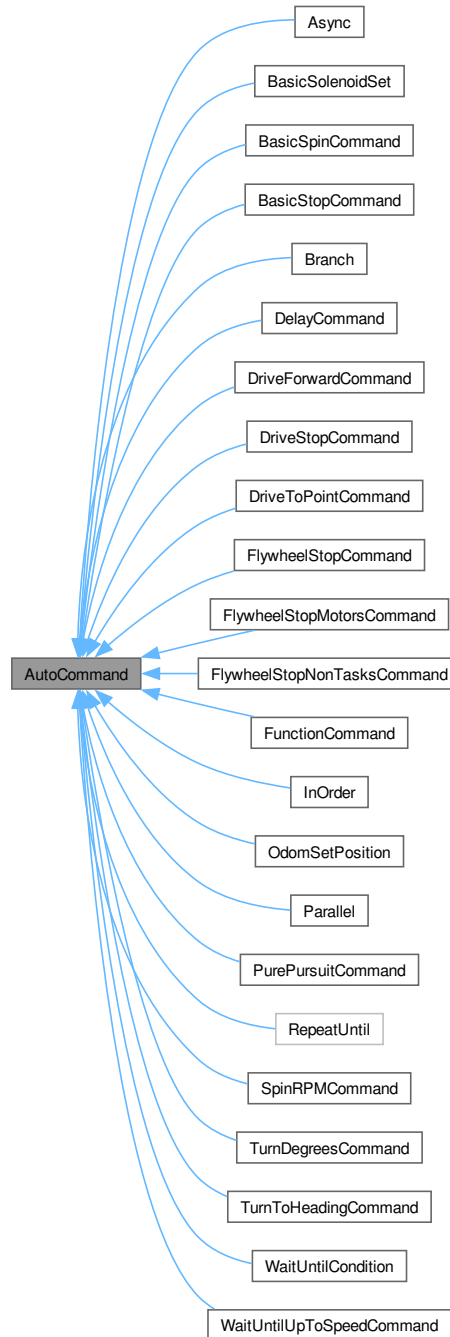 Async
BasicSolenoidSet
BasicSpinCommand
BasicStopCommand
Branch
DelayCommand
DriveForwardCommand
DriveStopCommand
DriveToPointCommand
FlywheelStopCommand
FlywheelStopMotorsCommand
AutoCommand
FlywheelStopNonTasksCommand
FunctionCommand
InOrder
OdomSetPosition
Parallel
PurePursuitCommand
RepeatUntil
SpinRPMCommand
TurnDegreesCommand
TurnToHeadingCommand
WaitUntilCondition
WaitUntilUpToSpeedCommand